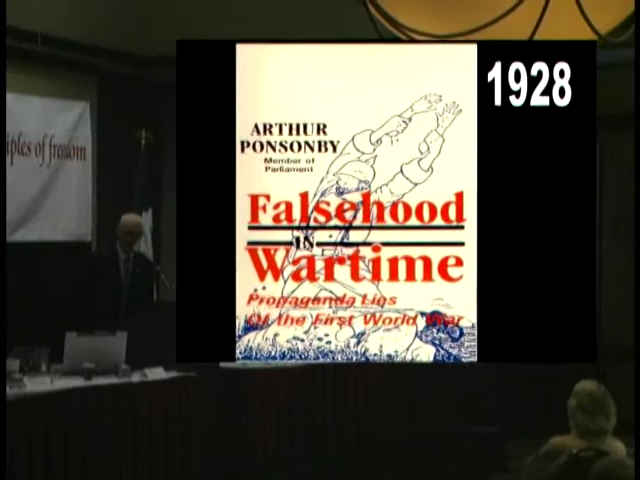 1928
ARTHUR
PONSONBY
Member of
Parliament
Falsehood
IN
Wartime
Propaganda Lies
Of the First World War
iples of freedom